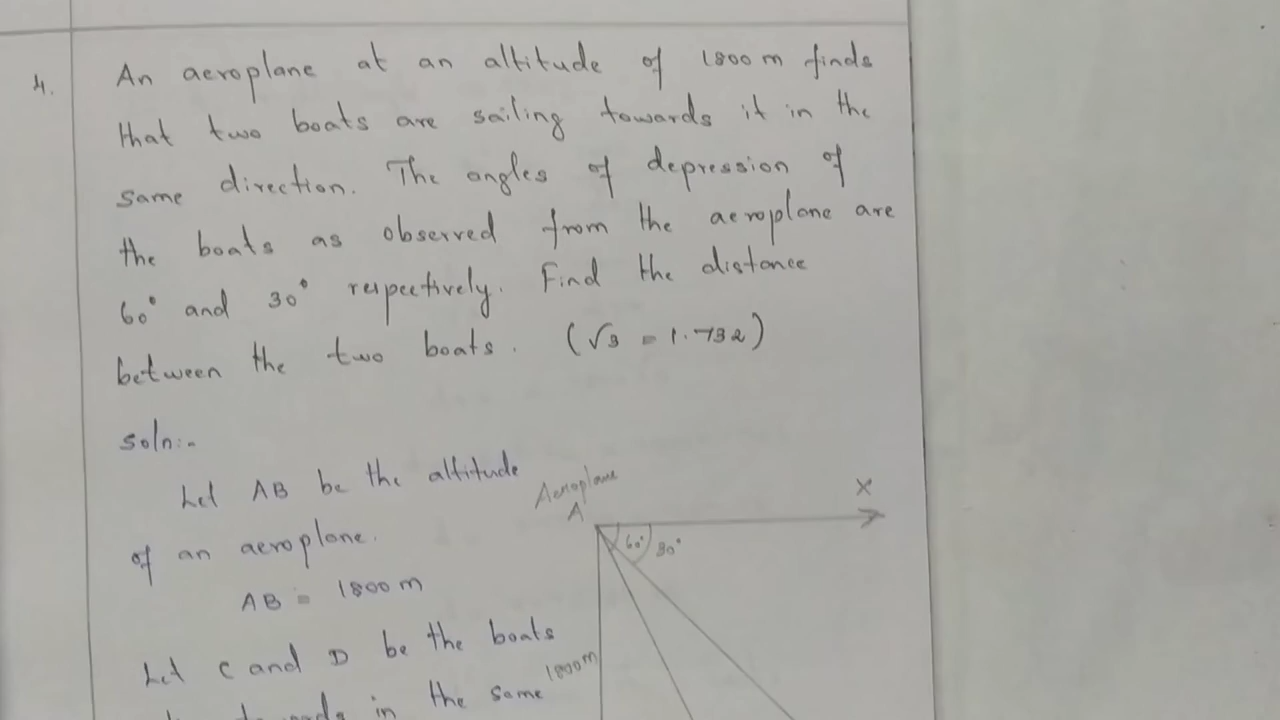 4.
An aeroplane at an altitude of 1800 m finds
that two boats are sailing towards it in the
same direction. The angles of depression of
the boats as observed from the aeroplane are
60° and 30° respectively. Find the distance
between the two boats. (√3 = 1.732)
Soln:-
Let AB be the altitude
of an aeroplane.
AB = 1800 m
Let C and D be the boats
in the same
Aeroplane
A
X
60°
30°
1800 m